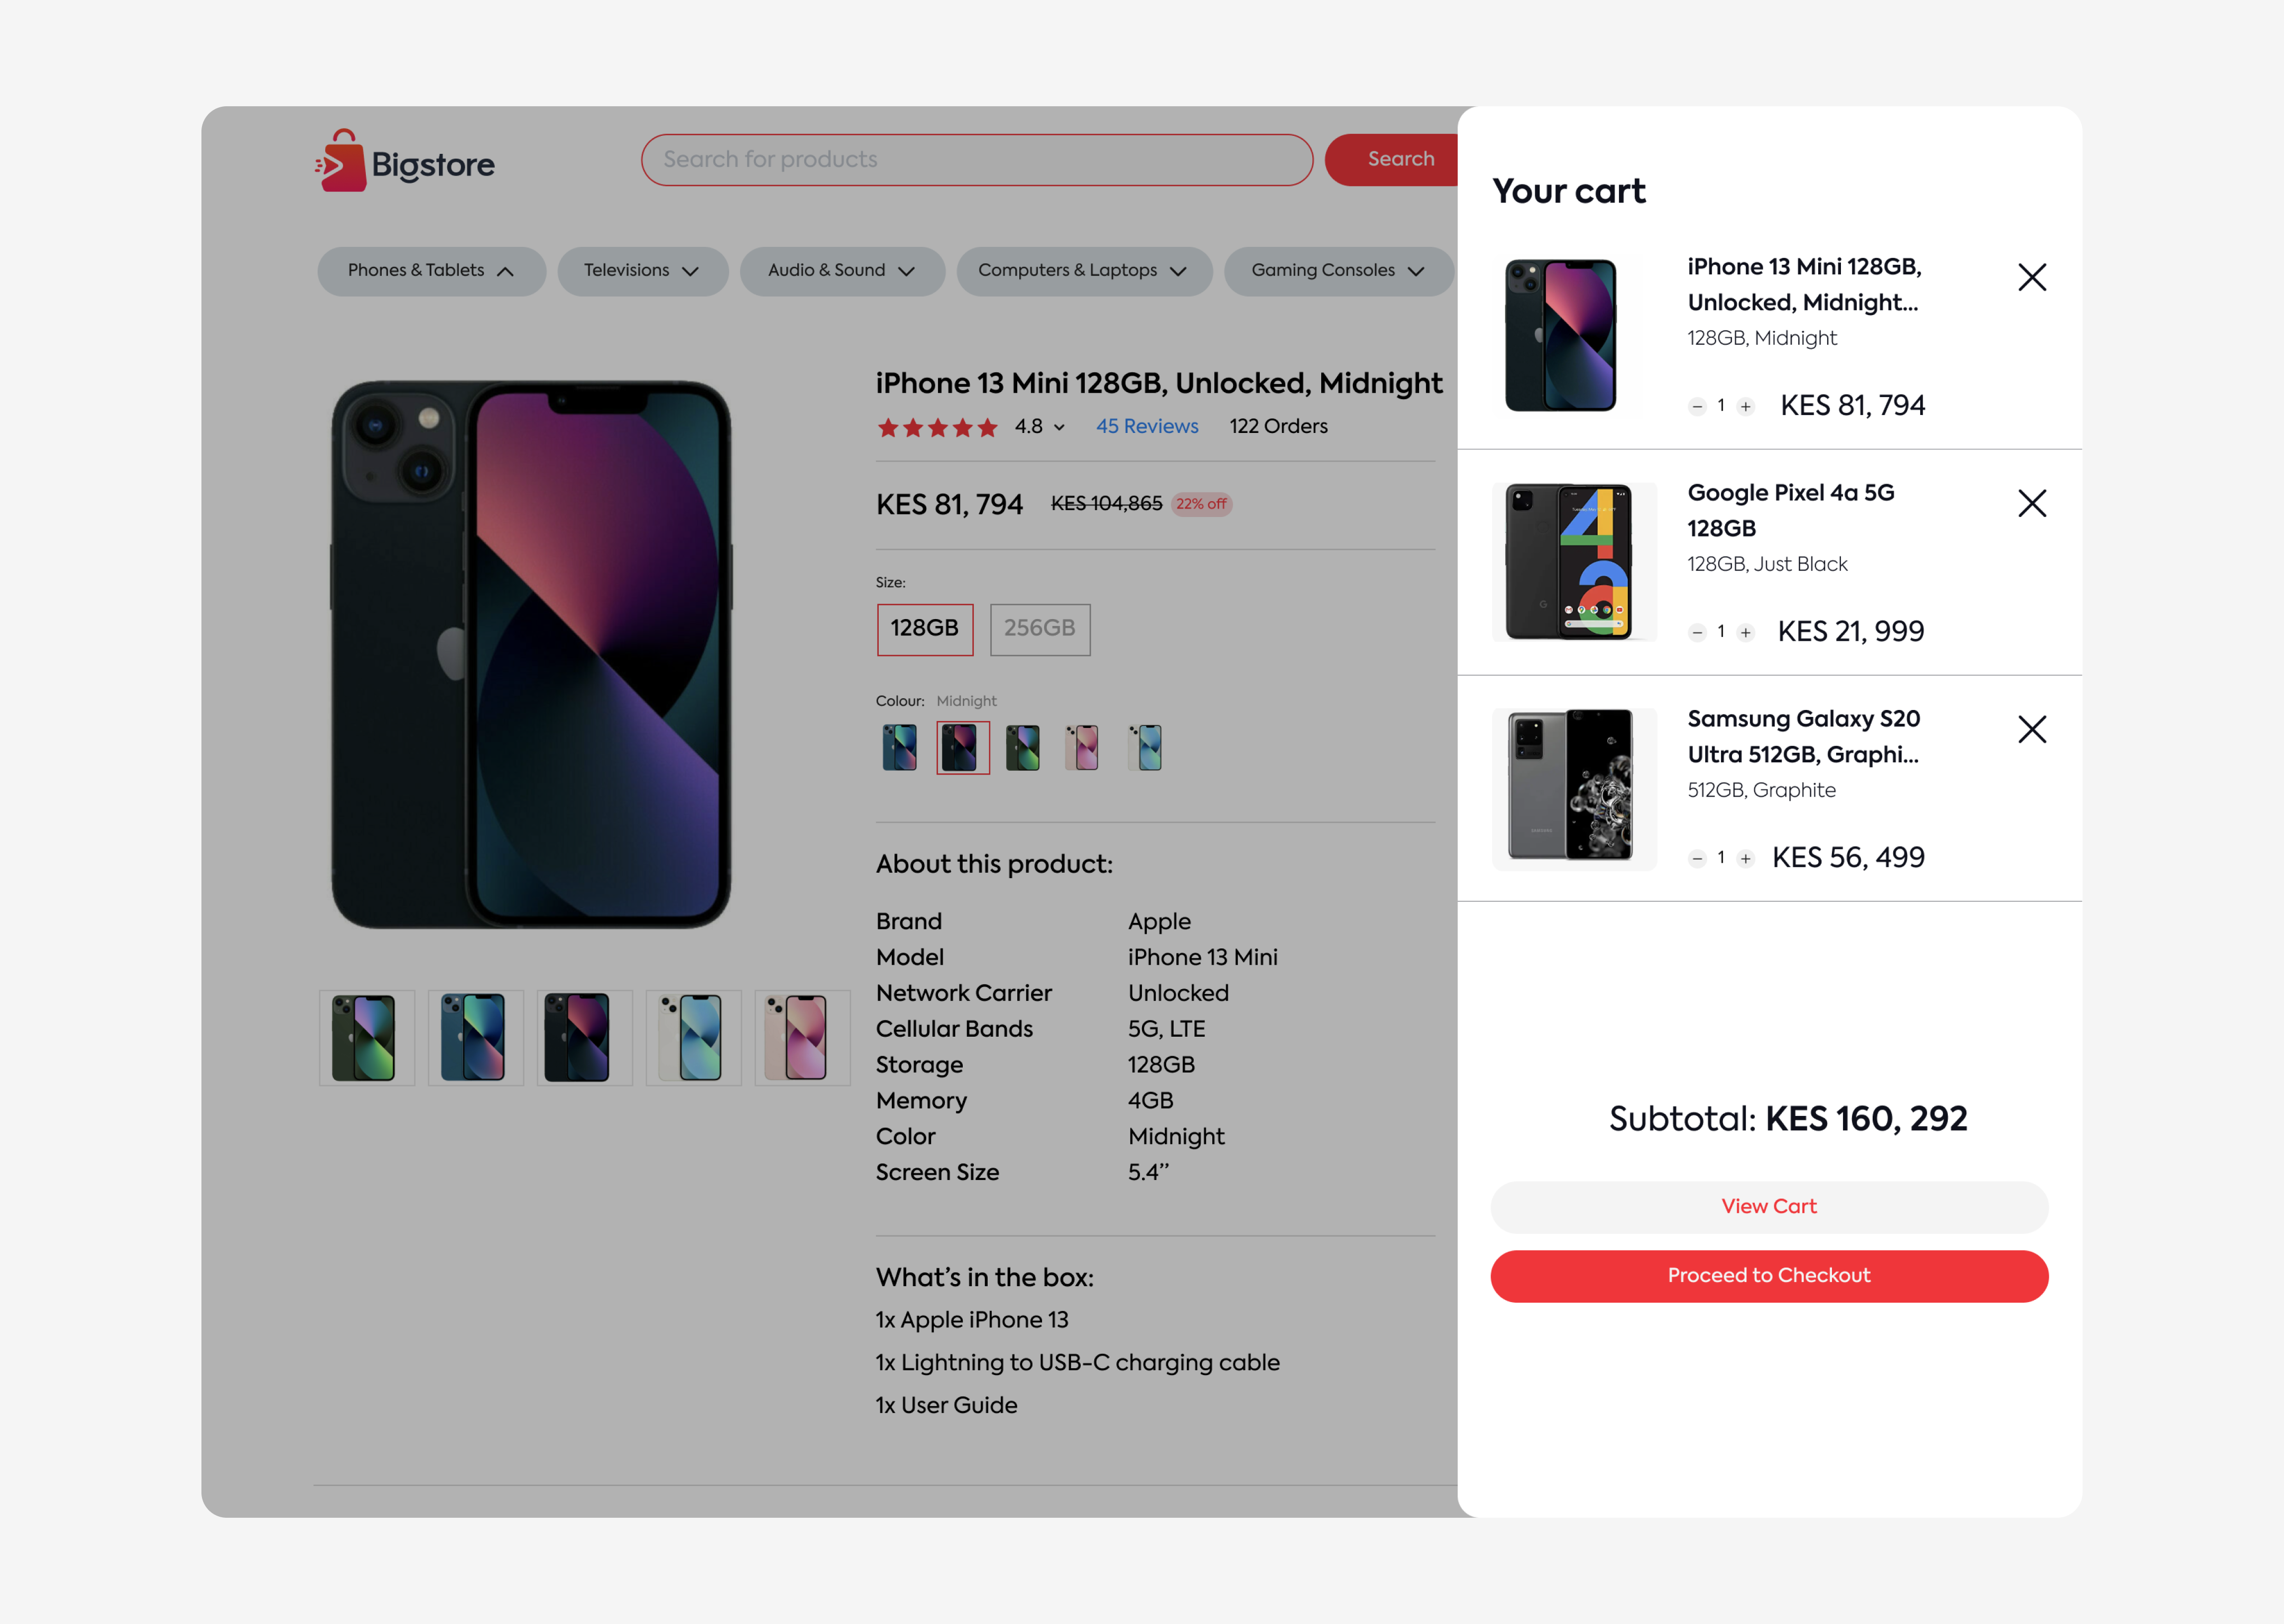 Bigstore
Search for products
Search
Phones & Tablets
Televisions
Audio & Sound
Computers & Laptops
Gaming Consoles
iPhone 13 Mini 128GB, Unlocked, Midnight
4.8
45 Reviews
122 Orders
KES 81, 794
KES 104,865
22% off
Size:
128GB
256GB
Colour: Midnight
About this product:
Brand Apple
Model iPhone 13 Mini
Network Carrier Unlocked
Cellular Bands 5G, LTE
Storage 128GB
Memory 4GB
Color Midnight
Screen Size 5.4”
What’s in the box:
1x Apple iPhone 13
1x Lightning to USB-C charging cable
1x User Guide
Your cart
iPhone 13 Mini 128GB,
Unlocked, Midnight...
128GB, Midnight
− 1 + KES 81, 794
Google Pixel 4a 5G
128GB
128GB, Just Black
− 1 + KES 21, 999
Samsung Galaxy S20
Ultra 512GB, Graphi...
512GB, Graphite
− 1 + KES 56, 499
Subtotal: KES 160, 292
View Cart
Proceed to Checkout